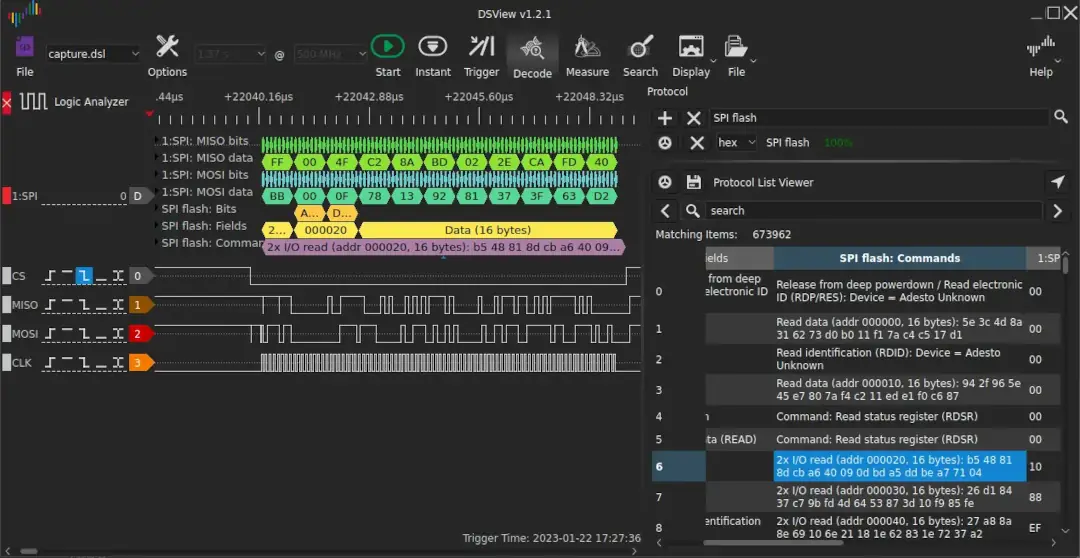 DSView v1.2.1
capture.dsl
1.37 s
@
500 MHz
File
Options
Start
Instant
Trigger
Decode
Measure
Search
Display
File
Help
Logic Analyzer
.44µs
+22040.16µs
+22042.88µs
+22045.60µs
+22048.32µs
1:SPI: MISO bits
1:SPI: MISO data
FF 00 4F C2 8A BD 02 2E CA FD 40
1:SPI: MOSI bits
1:SPI
0
D
1:SPI: MOSI data
BB 00 0F 78 13 92 81 37 3F 63 D2
SPI flash: Bits
A... D...
SPI flash: Fields
2... 000020 Data (16 bytes)
SPI flash: Comman
2x I/O read (addr 000020, 16 bytes): b5 48 81 8d cb a6 40 09...
CS
0
MISO
1
MOSI
2
CLK
3
Trigger Time: 2023-01-22 17:27:36
Protocol
SPI flash
hex
SPI flash
100%
Protocol List Viewer
search
Matching Items: 673962
ields
SPI flash: Commands
1:SP
0
from deep
electronic ID
Release from deep powerdown / Read electronic
ID (RDP/RES): Device = Adesto Unknown
00
1
Read data (addr 000000, 16 bytes): 5e 3c 4d 8a
31 62 73 d0 b0 11 f1 7a c4 c5 17 d1
00
2
Read identification (RDID): Device = Adesto
Unknown
00
3
Read data (addr 000010, 16 bytes): 94 2f 96 5e
45 e7 80 7a f4 c2 11 ed e1 f0 c6 87
00
4
Command: Read status register (RDSR)
00
5
ata (READ)
Command: Read status register (RDSR)
00
6
2x I/O read (addr 000020, 16 bytes): b5 48 81
8d cb a6 40 09 0d bd a5 dd be a7 71 04
10
7
2x I/O read (addr 000030, 16 bytes): 26 d1 84
37 c7 9b fd 4d 64 53 87 3d 10 f9 85 fe
88
8
entification
2x I/O read (addr 000040, 16 bytes): 27 a8 8a
8e 69 10 6e 21 18 1e 62 83 1e 72 37 a2
EF